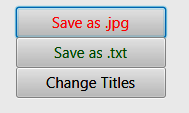 Save as .jpg
Save as .txt
Change Titles